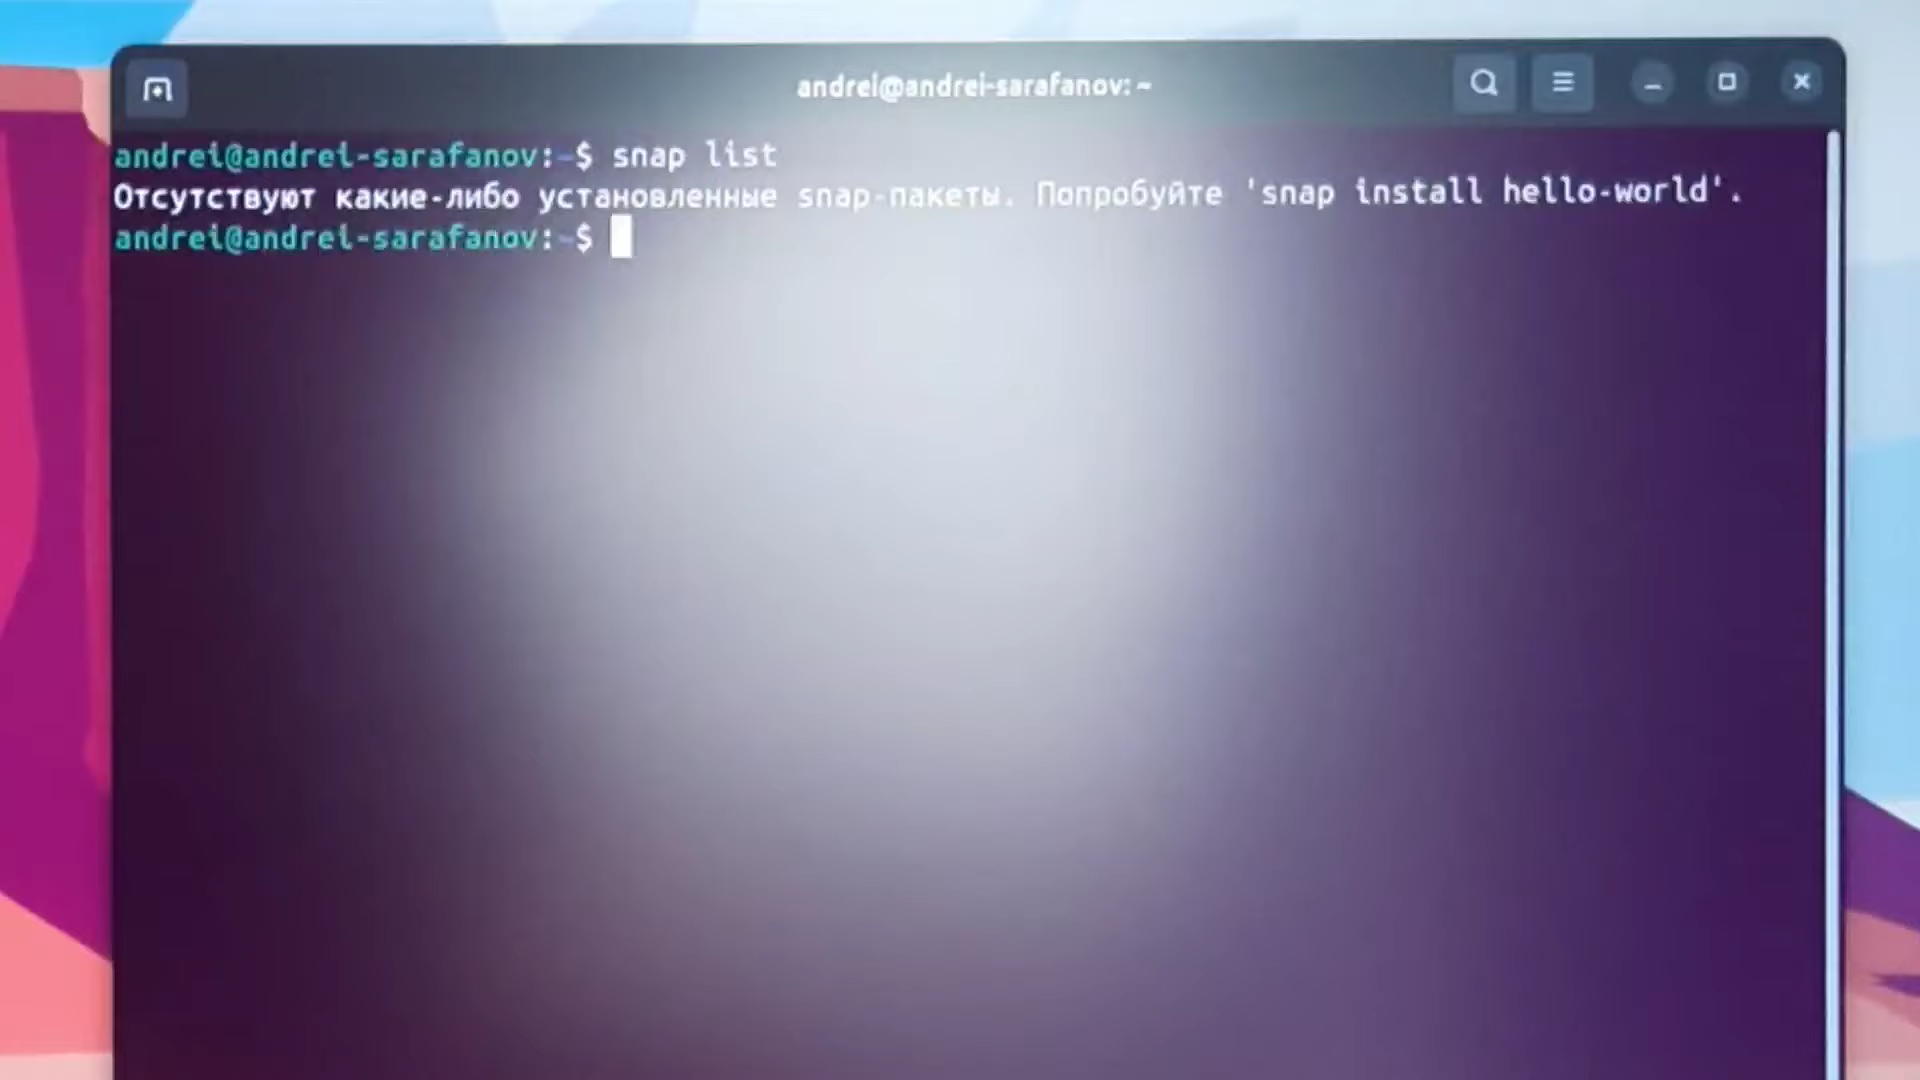 andrei@andrei-sarafanov: ~
andrei@andrei-sarafanov:~$ snap list
Отсутствуют какие-либо установленные snap-пакеты. Попробуйте 'snap install hello-world'.
andrei@andrei-sarafanov:~$